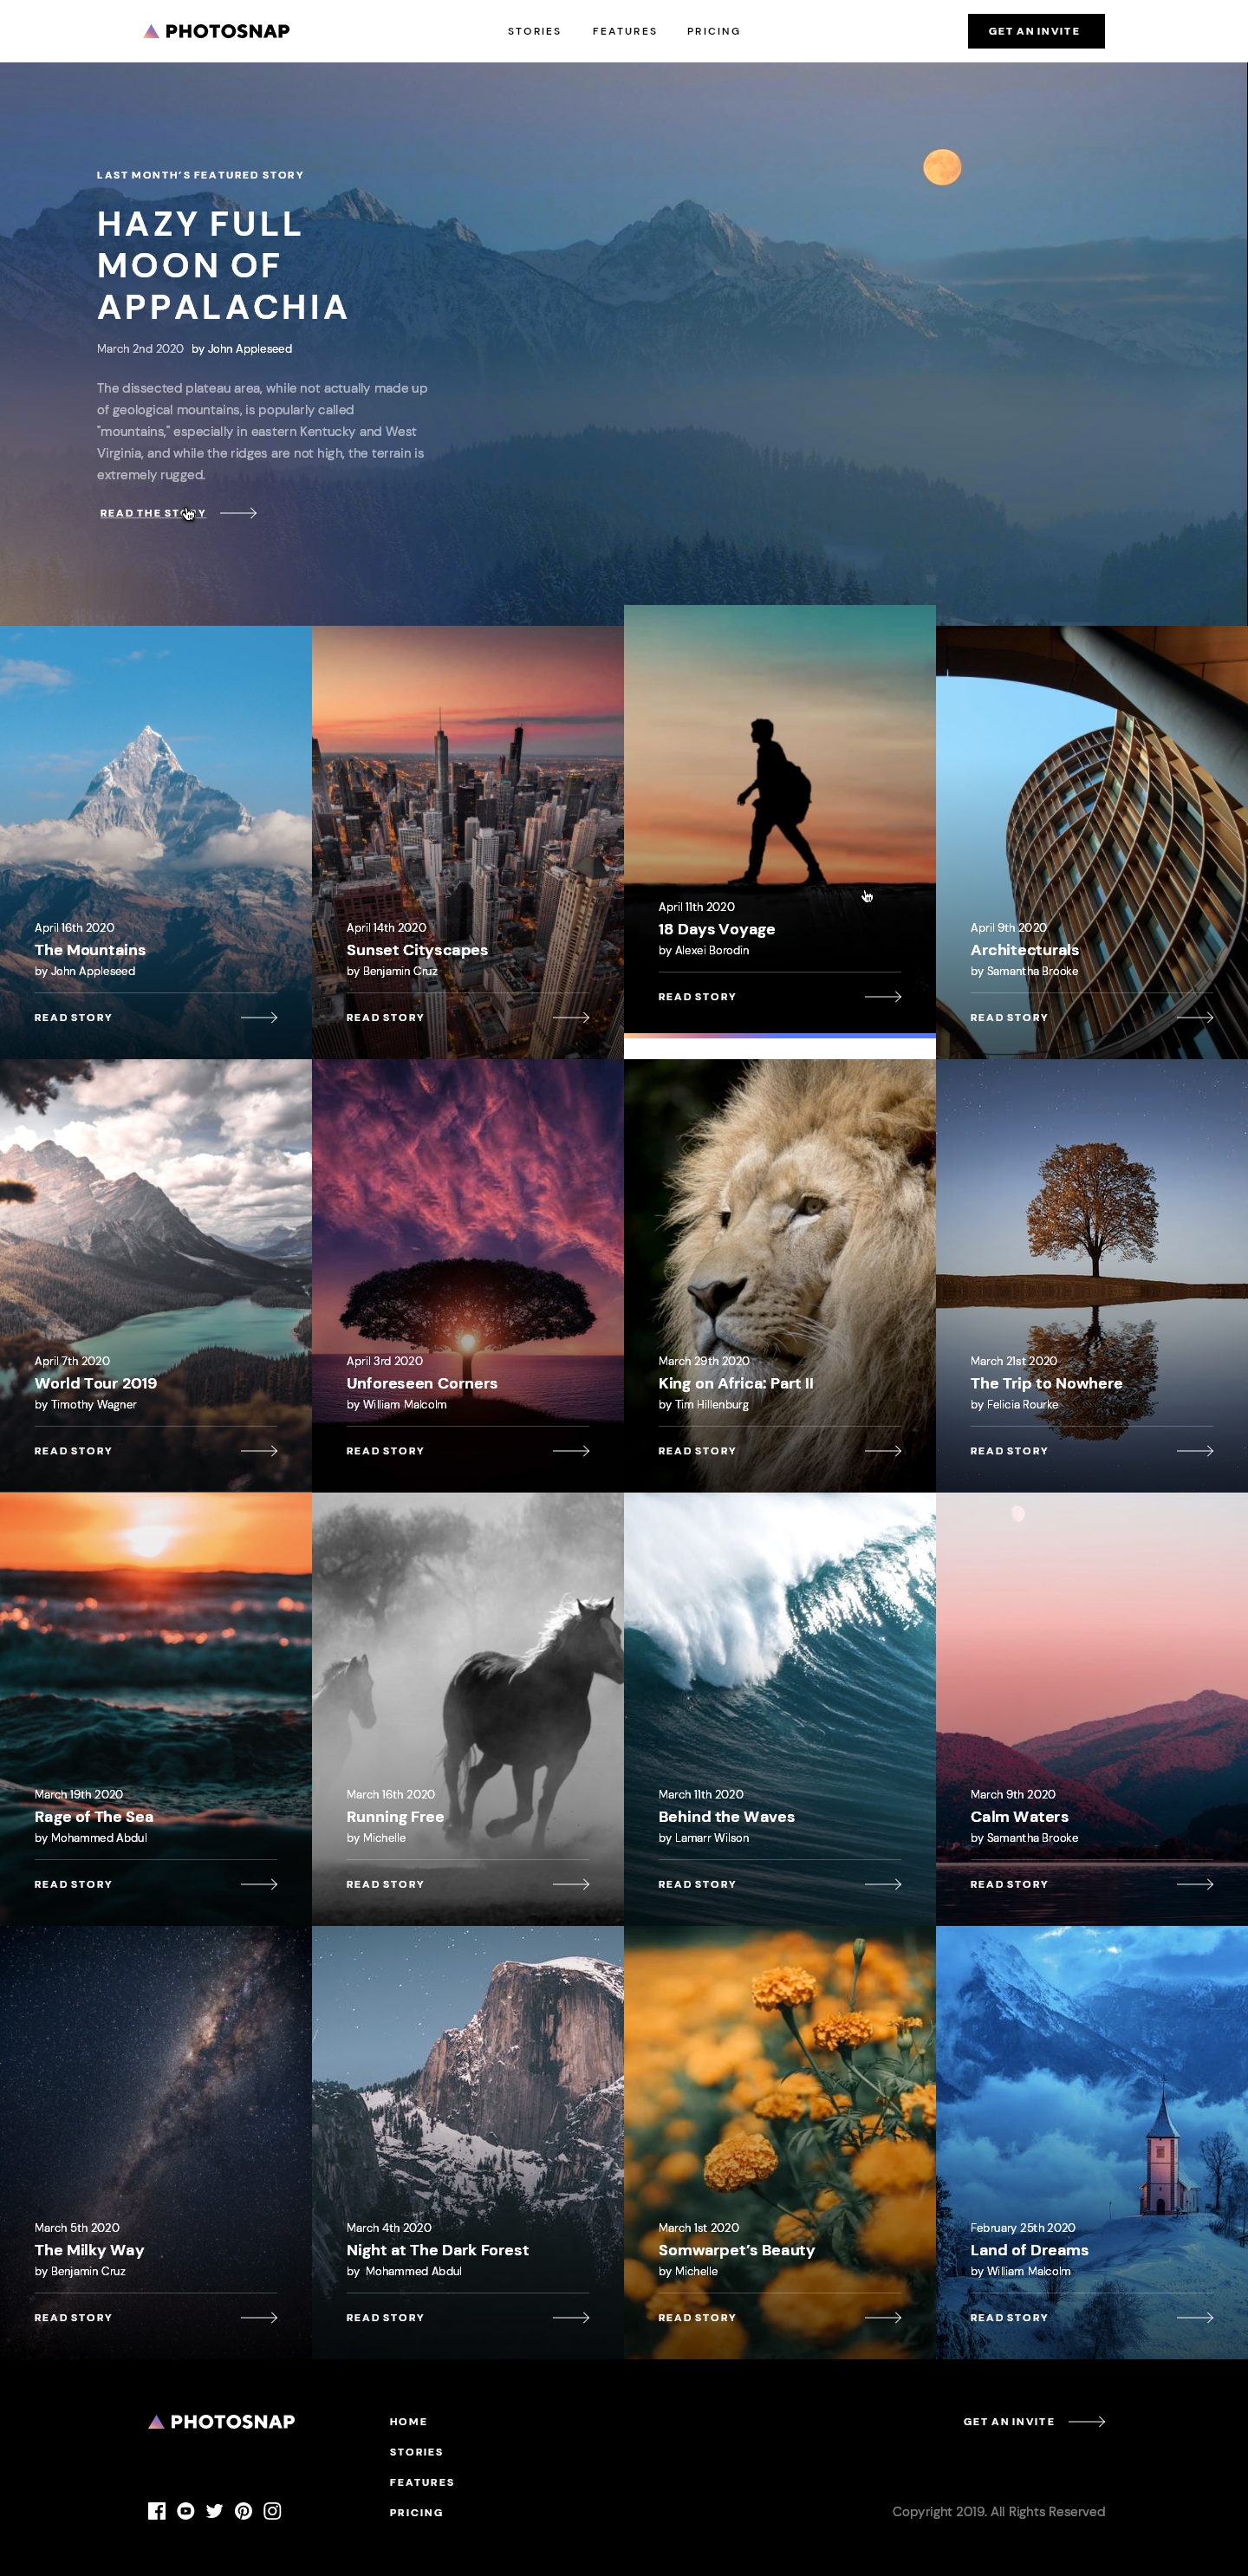 PHOTOSNAP
STORIES
FEATURES
PRICING
GET AN INVITE
LAST MONTH’S FEATURED STORY
HAZY FULL
MOON OF
APPALACHIA
March 2nd 2020 by John Appleseed
The dissected plateau area, while not actually made up
of geological mountains, is popularly called
"mountains," especially in eastern Kentucky and West
Virginia, and while the ridges are not high, the terrain is
extremely rugged.
READ THE STORY
April 16th 2020
The Mountains
by John Appleseed
READ STORY
April 14th 2020
Sunset Cityscapes
by Benjamin Cruz
READ STORY
April 11th 2020
18 Days Voyage
by Alexei Borodin
READ STORY
April 9th 2020
Architecturals
by Samantha Brooke
READ STORY
April 7th 2020
World Tour 2019
by Timothy Wagner
READ STORY
April 3rd 2020
Unforeseen Corners
by William Malcolm
READ STORY
March 29th 2020
King on Africa: Part II
by Tim Hillenburg
READ STORY
March 21st 2020
The Trip to Nowhere
by Felicia Rourke
READ STORY
March 19th 2020
Rage of The Sea
by Mohammed Abdul
READ STORY
March 16th 2020
Running Free
by Michelle
READ STORY
March 11th 2020
Behind the Waves
by Lamarr Wilson
READ STORY
March 9th 2020
Calm Waters
by Samantha Brooke
READ STORY
March 5th 2020
The Milky Way
by Benjamin Cruz
READ STORY
March 4th 2020
Night at The Dark Forest
by Mohammed Abdul
READ STORY
March 1st 2020
Somwarpet’s Beauty
by Michelle
READ STORY
February 25th 2020
Land of Dreams
by William Malcolm
READ STORY
PHOTOSNAP
HOME
STORIES
FEATURES
PRICING
GET AN INVITE
Copyright 2019. All Rights Reserved